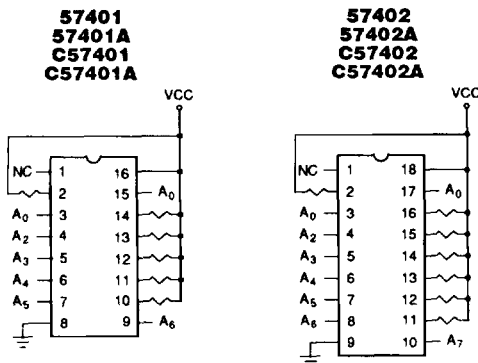 57401
57401A
C57401
C57401A
VCC
NC 1 16
2 15 A0
A0 3 14
A2 4 13
A3 5 12
A4 6 11
A5 7 10
8 9 A6
57402
57402A
C57402
C57402A
VCC
NC 1 18
2 17 A0
A0 3 16
A2 4 15
A3 5 14
A4 6 13
A5 7 12
A6 8 11
9 10 A7